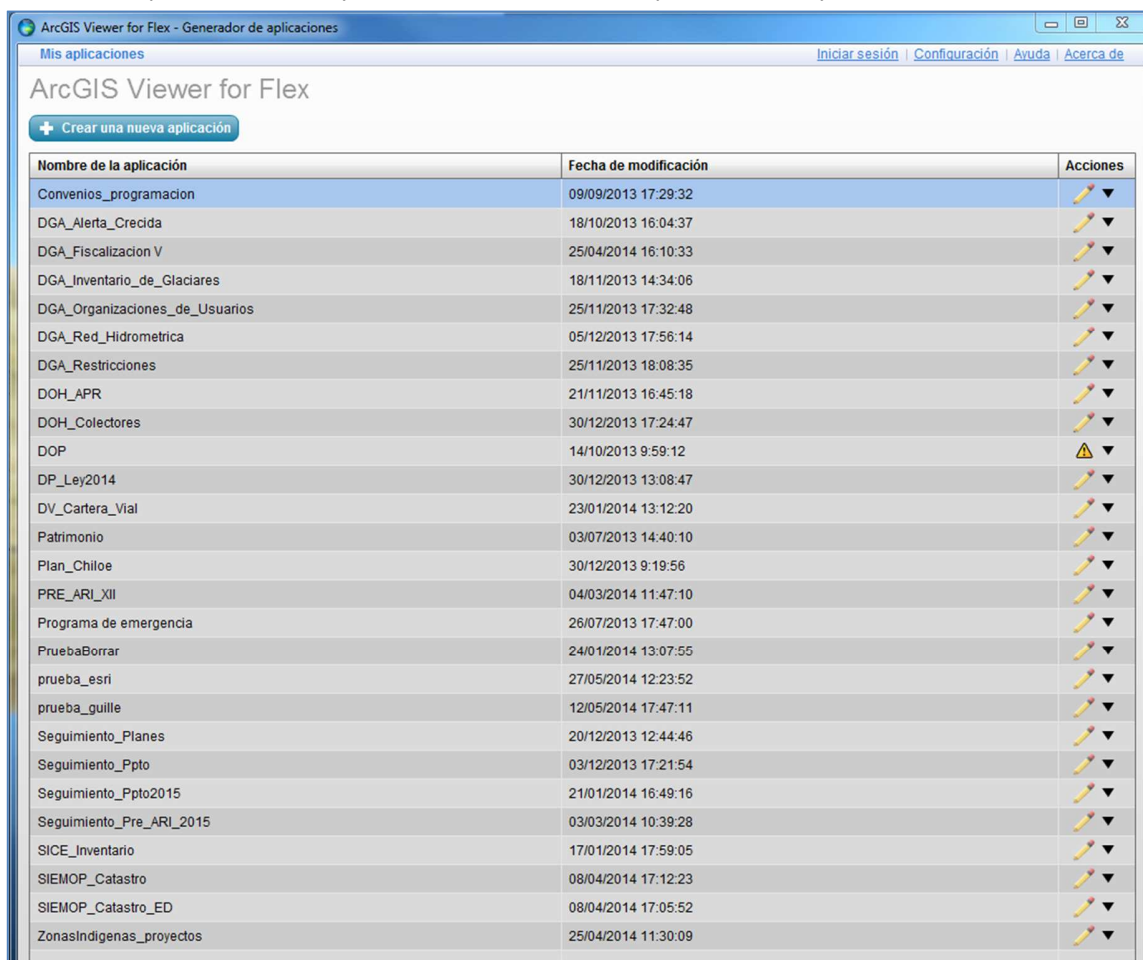 ArcGIS Viewer for Flex - Generador de aplicaciones
Mis aplicaciones Iniciar sesión | Configuración | Ayuda | Acerca de
ArcGIS Viewer for Flex
Crear una nueva aplicación
Nombre de la aplicación Fecha de modificación Acciones
Convenios_programacion 09/09/2013 17:29:32
DGA_Alerta_Crecida 18/10/2013 16:04:37
DGA_Fiscalizacion V 25/04/2014 16:10:33
DGA_Inventario_de_Glaciares 18/11/2013 14:34:06
DGA_Organizaciones_de_Usuarios 25/11/2013 17:32:48
DGA_Red_Hidrometrica 05/12/2013 17:56:14
DGA_Restricciones 25/11/2013 18:08:35
DOH_APR 21/11/2013 16:45:18
DOH_Colectores 30/12/2013 17:24:47
DOP 14/10/2013 9:59:12
DP_Ley2014 30/12/2013 13:08:47
DV_Cartera_Vial 23/01/2014 13:12:20
Patrimonio 03/07/2013 14:40:10
Plan_Chiloe 30/12/2013 9:19:56
PRE_ARI_XII 04/03/2014 11:47:10
Programa de emergencia 26/07/2013 17:47:00
PruebaBorrar 24/01/2014 13:07:55
prueba_esri 27/05/2014 12:23:52
prueba_guille 12/05/2014 17:47:11
Seguimiento_Planes 20/12/2013 12:44:46
Seguimiento_Ppto 03/12/2013 17:21:54
Seguimiento_Ppto2015 21/01/2014 16:49:16
Seguimiento_Pre_ARI_2015 03/03/2014 10:39:28
SICE_Inventario 17/01/2014 17:59:05
SIEMOP_Catastro 08/04/2014 17:12:23
SIEMOP_Catastro_ED 08/04/2014 17:05:52
ZonasIndigenas_proyectos 25/04/2014 11:30:09